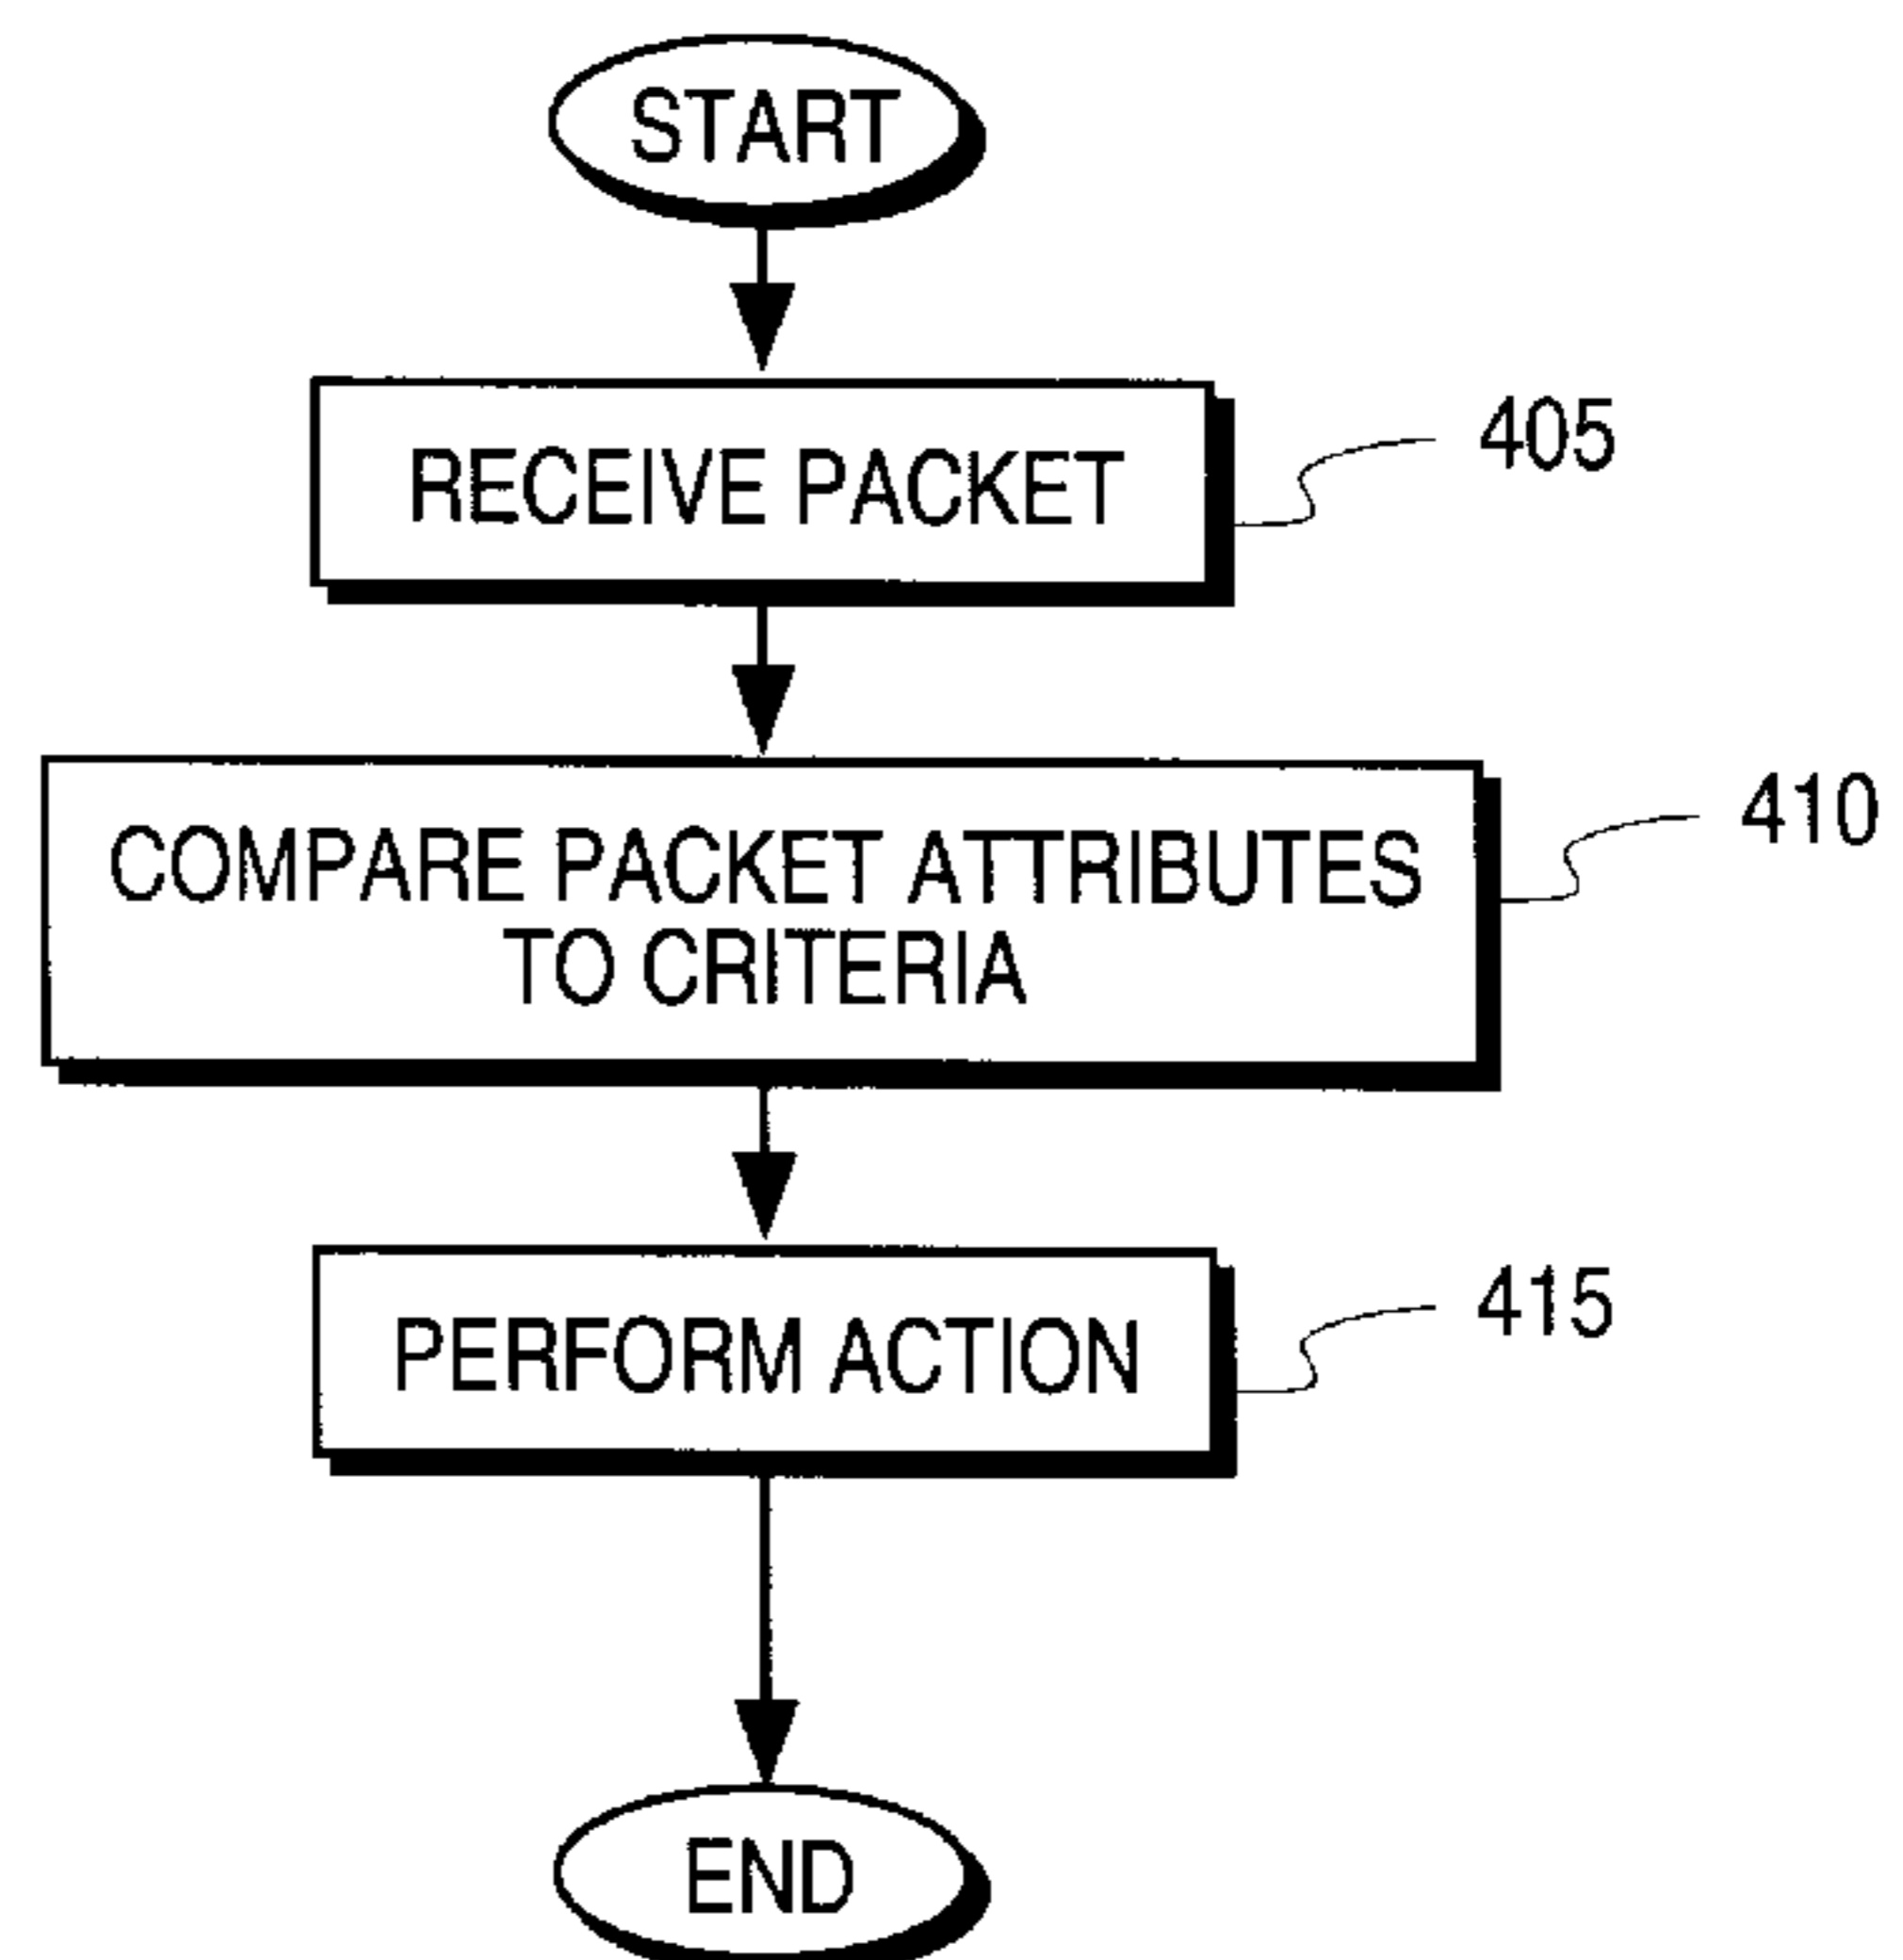 START
RECEIVE PACKET
405
COMPARE PACKET ATTRIBUTES
TO CRITERIA
410
PERFORM ACTION
415
END